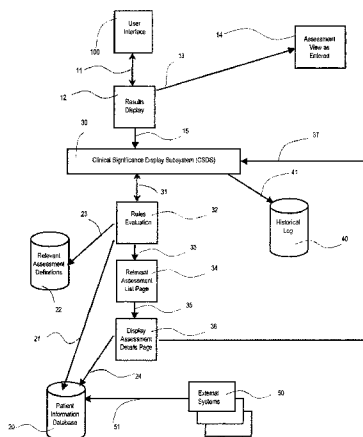 User
Interface
100
14
Assessment
View as
Entered
13
11
12
Results
Display
30
15
37
Clinical Significance Display Subsystem (CSDS)
41
31
23
Rules
Evaluation
32
Historical
Log
40
33
Relevant
Assessment
Definitions
22
Relevant
Assessment
List Page
34
35
Display
Assessment
Details Page
36
21
24
External
Systems
50
Patient
Information
Database
20
51